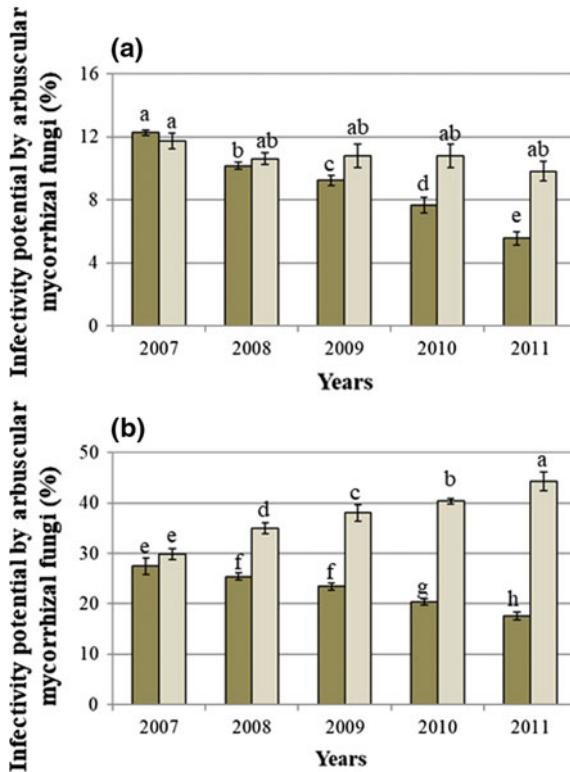 (a)
Infectivity potential by arbuscular
mycorrhizal fungi (%)
16
12
8
4
0
a a b ab c ab d ab e ab
2007 2008 2009 2010 2011
Years
(b)
Infectivity potential by arbuscular
mycorrhizal fungi (%)
50
40
30
20
10
0
e e f d f c g b h a
2007 2008 2009 2010 2011
Years